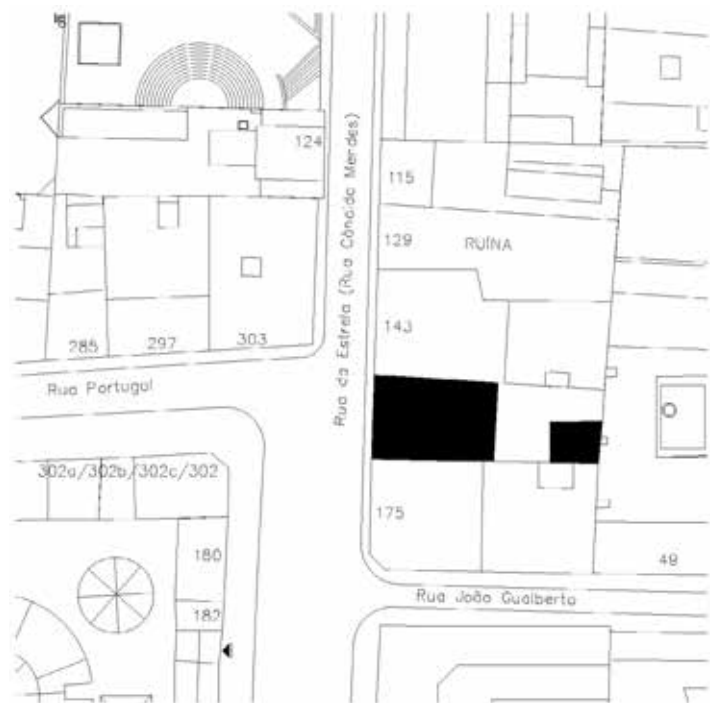 124
115
129
RUÍNA
143
285
297
303
Rua da Estrela (Rua Cândido Mendes)
Rua Portugal
302a/302b/302c/302
175
180
49
182
Rua João Gualberto